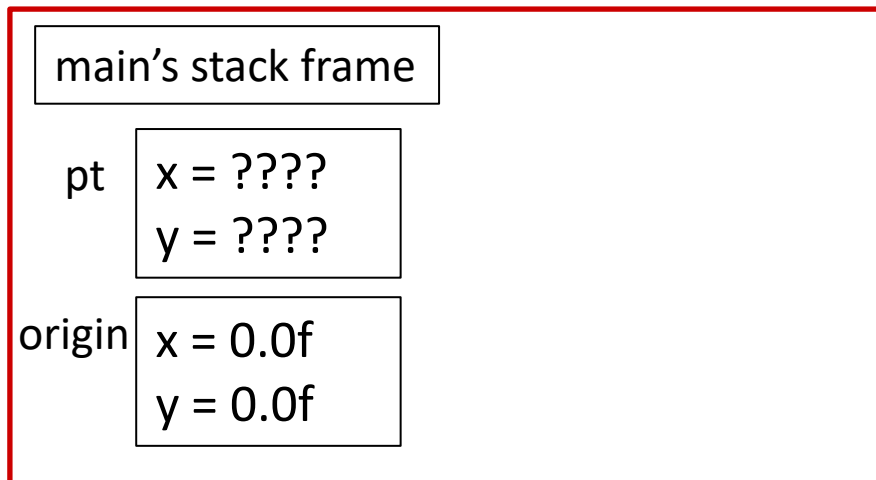 main’s stack frame
pt
x = ????
y = ????
origin
x = 0.0f
y = 0.0f